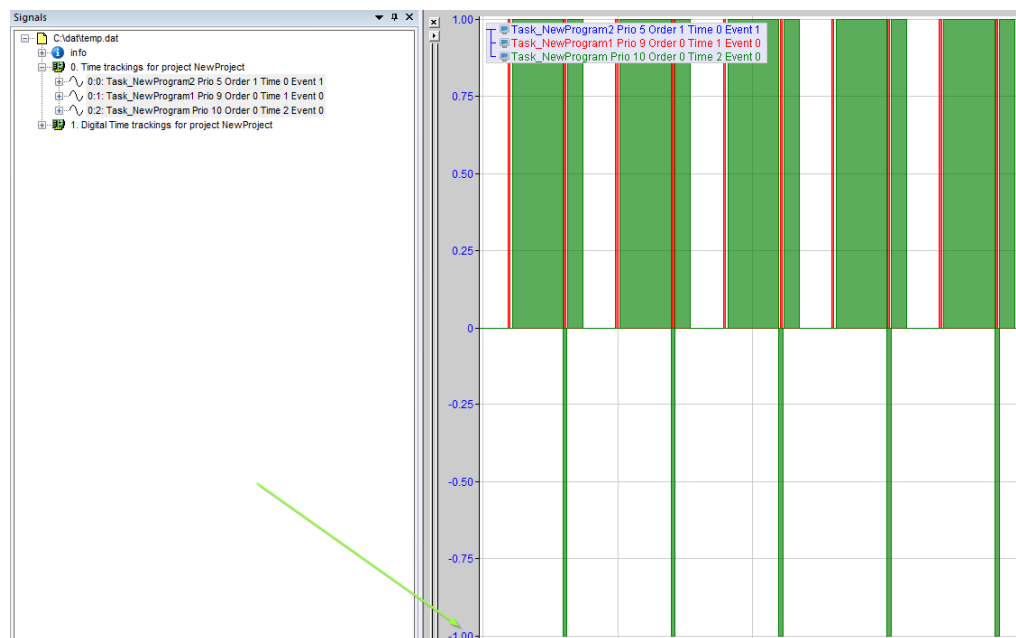 Signals
C:\dat\temp.dat
info
0. Time trackings for project NewProject
0:0: Task_NewProgram2 Prio 5 Order 1 Time 0 Event 1
0:1: Task_NewProgram1 Prio 9 Order 0 Time 1 Event 0
0:2: Task_NewProgram Prio 10 Order 0 Time 2 Event 0
1. Digital Time trackings for project NewProject
Task_NewProgram2 Prio 5 Order 1 Time 0 Event 1
Task_NewProgram1 Prio 9 Order 0 Time 1 Event 0
Task_NewProgram Prio 10 Order 0 Time 2 Event 0
1.00
0.75
0.50
0.25
0
-0.25
-0.50
-0.75
-1.00